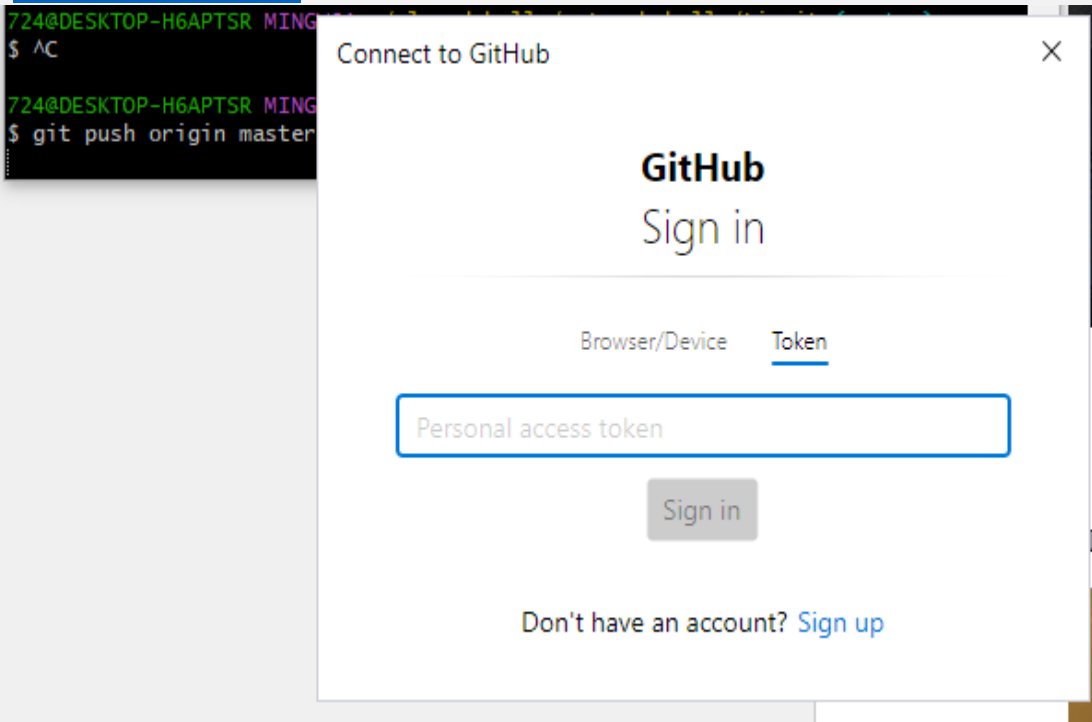 724@DESKTOP-H6APTSR MING
$ ^C
724@DESKTOP-H6APTSR MING
$ git push origin master
Connect to GitHub
GitHub
Sign in
Browser/Device Token
Personal access token
Sign in
Don't have an account? Sign up